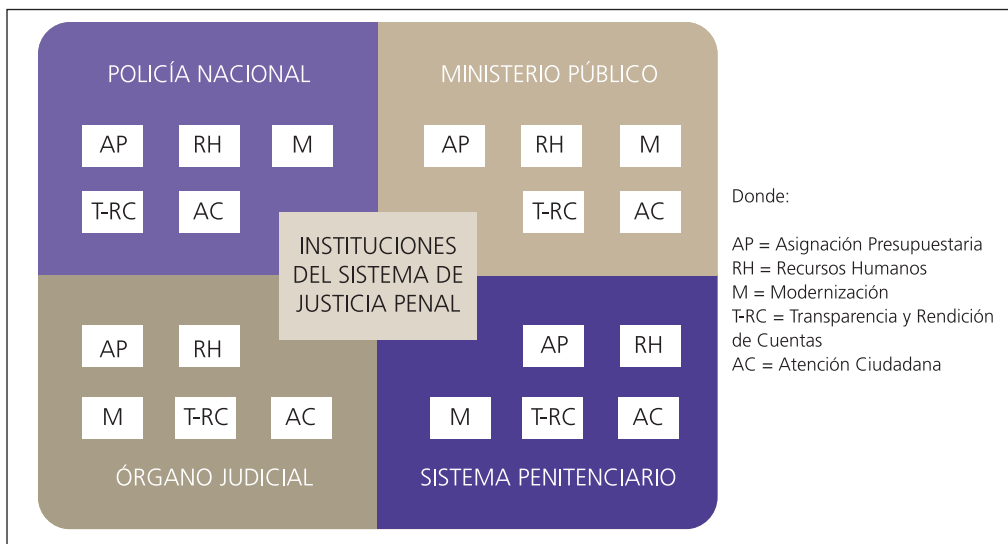 POLICÍA NACIONAL
AP RH M
T-RC AC
MINISTERIO PÚBLICO
AP RH M
T-RC AC
INSTITUCIONES
DEL SISTEMA DE
JUSTICIA PENAL
AP RH
M T-RC AC
ÓRGANO JUDICIAL
AP RH
M T-RC AC
SISTEMA PENITENCIARIO
Donde:
AP = Asignación Presupuestaria
RH = Recursos Humanos
M = Modernización
T-RC = Transparencia y Rendición
de Cuentas
AC = Atención Ciudadana